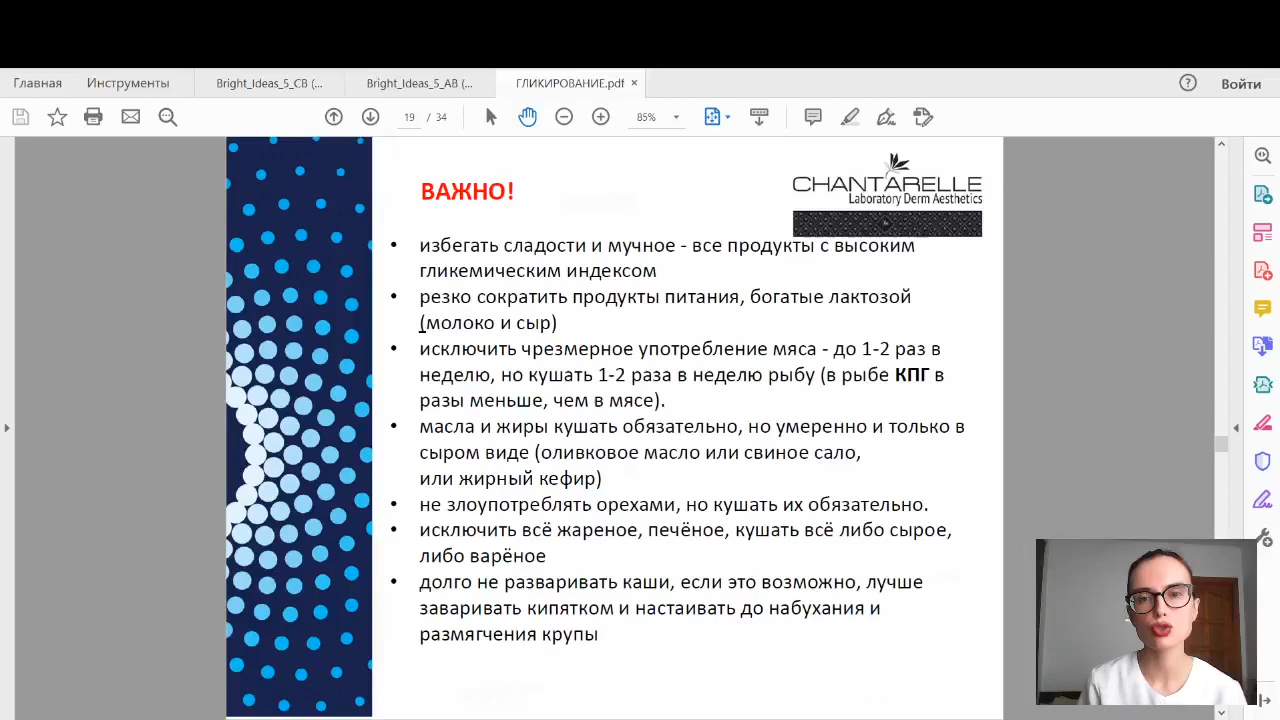 Главная Инструменты Bright_Ideas_5_CB (... Bright_Ideas_5_AB (... ГЛИКИРОВАНИЕ.pdf × Войти
19 / 34 85%
ВАЖНО!
CHANTARELLE
Laboratory Derm Aesthetics
• избегать сладости и мучное - все продукты с высоким
гликемическим индексом
• резко сократить продукты питания, богатые лактозой
(молоко и сыр)
• исключить чрезмерное употребление мяса - до 1-2 раз в
неделю, но кушать 1-2 раза в неделю рыбу (в рыбе КПГ в
разы меньше, чем в мясе).
• масла и жиры кушать обязательно, но умеренно и только в
сыром виде (оливковое масло или свиное сало,
или жирный кефир)
• не злоупотреблять орехами, но кушать их обязательно.
• исключить всё жареное, печёное, кушать всё либо сырое,
либо варёное
• долго не разваривать каши, если это возможно, лучше
заваривать кипятком и настаивать до набухания и
размягчения крупы